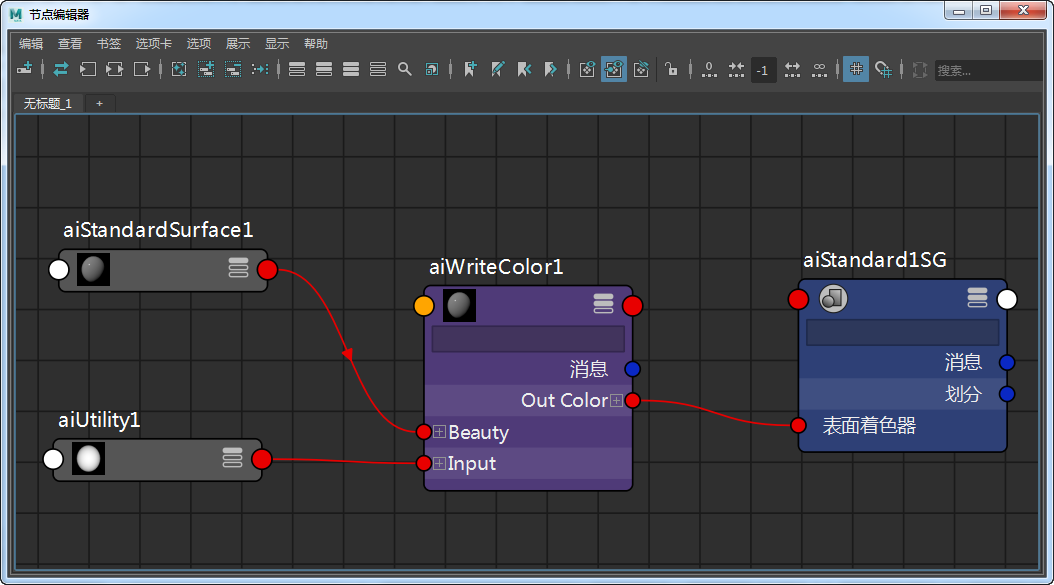 节点编辑器
编辑 查看 书签 选项卡 选项 展示 显示 帮助
0 -1 ∞ 搜索...
无标题_1 +
aiStandardSurface1
aiUtility1
aiWriteColor1
消息
Out Color
Beauty
Input
aiStandard1SG
消息
划分
表面着色器